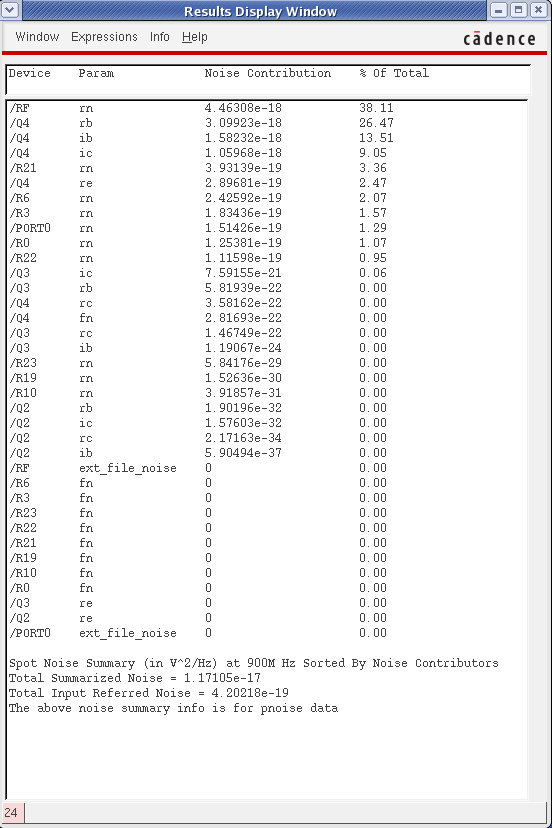 Results Display Window
Window Expressions Info Help
cādence
Device Param Noise Contribution % Of Total
/RF rn 4.46308e-18 38.11
/Q4 rb 3.09923e-18 26.47
/Q4 ib 1.58232e-18 13.51
/Q4 ic 1.05968e-18 9.05
/R21 rn 3.93139e-19 3.36
/Q4 re 2.89681e-19 2.47
/R6 rn 2.42592e-19 2.07
/R3 rn 1.83436e-19 1.57
/PORT0 rn 1.51426e-19 1.29
/R0 rn 1.25381e-19 1.07
/R22 rn 1.11598e-19 0.95
/Q3 ic 7.59155e-21 0.06
/Q3 rb 5.81939e-22 0.00
/Q4 rc 3.58162e-22 0.00
/Q4 fn 2.81693e-22 0.00
/Q3 rc 1.46749e-22 0.00
/Q3 ib 1.19067e-24 0.00
/R23 rn 5.84176e-29 0.00
/R19 rn 1.52636e-30 0.00
/R10 rn 3.91857e-31 0.00
/Q2 rb 1.90196e-32 0.00
/Q2 ic 1.57603e-32 0.00
/Q2 rc 2.17163e-34 0.00
/Q2 ib 5.90494e-37 0.00
/RF ext_file_noise 0 0.00
/R6 fn 0 0.00
/R3 fn 0 0.00
/R23 fn 0 0.00
/R22 fn 0 0.00
/R21 fn 0 0.00
/R19 fn 0 0.00
/R10 fn 0 0.00
/R0 fn 0 0.00
/Q3 re 0 0.00
/Q2 re 0 0.00
/PORT0 ext_file_noise 0 0.00
Spot Noise Summary (in V^2/Hz) at 900M Hz Sorted By Noise Contributors
Total Summarized Noise = 1.17105e-17
Total Input Referred Noise = 4.20218e-19
The above noise summary info is for pnoise data
24